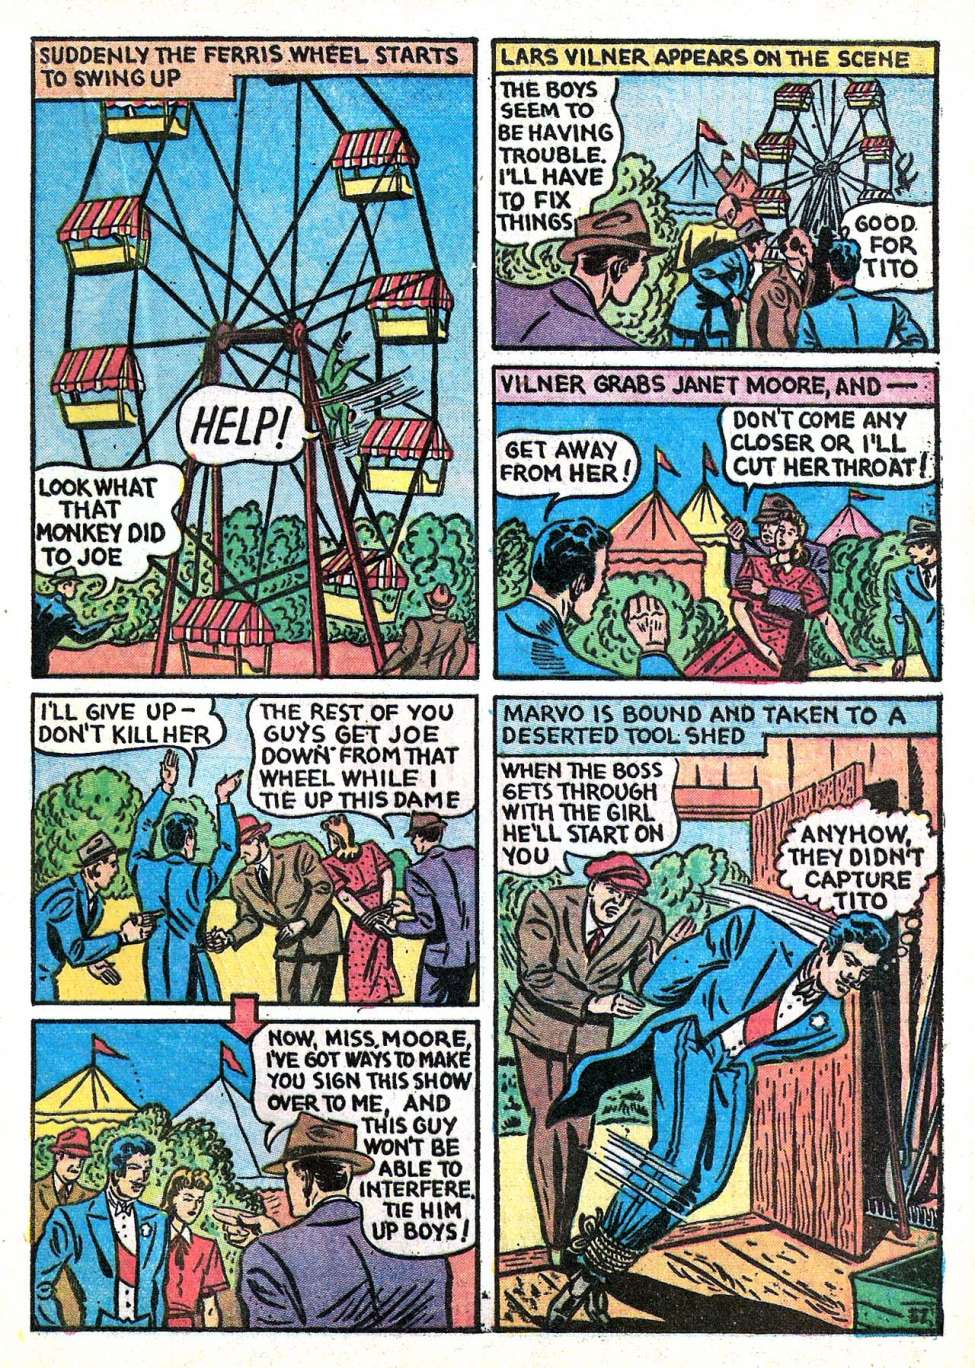 SUDDENLY THE FERRIS WHEEL STARTS
TO SWING UP
HELP!
LOOK WHAT
THAT
MONKEY DID
TO JOE
LARS VILNER APPEARS ON THE SCENE
THE BOYS
SEEM TO
BE HAVING
TROUBLE.
I'LL HAVE
TO FIX
THINGS
GOOD
FOR
TITO
VILNER GRABS JANET MOORE, AND —
GET AWAY
FROM HER!
DON'T COME ANY
CLOSER OR I'LL
CUT HER THROAT!
I'LL GIVE UP —
DON'T KILL HER
THE REST OF YOU
GUYS GET JOE
DOWN FROM THAT
WHEEL WHILE I
TIE UP THIS DAME
NOW, MISS, MOORE,
I'VE GOT WAYS TO MAKE
YOU SIGN THIS SHOW
OVER TO ME, AND
THIS GUY
WON'T BE
ABLE TO
INTERFERE.
TIE HIM
UP BOYS!
MARVO IS BOUND AND TAKEN TO A
DESERTED TOOL SHED
WHEN THE BOSS
GETS THROUGH
WITH THE GIRL
HE'LL START ON
YOU
ANYHOW,
THEY DIDN'T
CAPTURE
TITO